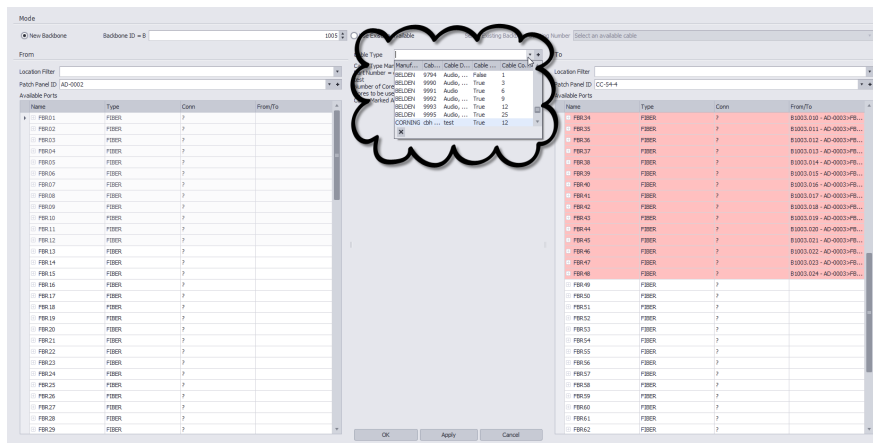 Mode
New Backbone Backbone ID = B 1005 Available Number Select an available cable
From Cable Type To
Location Filter Location Filter
Patch Panel ID AD-0002 Patch Panel ID CC-54-4
Available Ports Available Ports
Manuf... Cab... Cable D... Cable ... Cable Co...
BELDEN 9794 Audio, ... False 1
BELDEN 9990 Audio, ... True 3
BELDEN 9991 Audio True 6
BELDEN 9992 Audio, ... True 9
BELDEN 9993 Audio, ... True 12
BELDEN 9995 Audio, ... True 25
CORNING cbh ... test True 12
Name Type Conn From/To
FBR01 FIBER ?
FBR02 FIBER ?
FBR03 FIBER ?
FBR04 FIBER ?
FBR05 FIBER ?
FBR06 FIBER ?
FBR07 FIBER ?
FBR08 FIBER ?
FBR09 FIBER ?
FBR10 FIBER ?
FBR11 FIBER ?
FBR12 FIBER ?
FBR13 FIBER ?
FBR14 FIBER ?
FBR15 FIBER ?
FBR16 FIBER ?
FBR17 FIBER ?
FBR18 FIBER ?
FBR19 FIBER ?
FBR20 FIBER ?
FBR21 FIBER ?
FBR22 FIBER ?
FBR23 FIBER ?
FBR24 FIBER ?
FBR25 FIBER ?
FBR26 FIBER ?
FBR27 FIBER ?
FBR28 FIBER ?
FBR29 FIBER ?
Name Type Conn From/To
FBR34 FIBER ? B1003.010 - AD-0003>FB...
FBR35 FIBER ? B1003.011 - AD-0003>FB...
FBR36 FIBER ? B1003.012 - AD-0003>FB...
FBR37 FIBER ? B1003.013 - AD-0003>FB...
FBR38 FIBER ? B1003.014 - AD-0003>FB...
FBR39 FIBER ? B1003.015 - AD-0003>FB...
FBR40 FIBER ? B1003.016 - AD-0003>FB...
FBR41 FIBER ? B1003.017 - AD-0003>FB...
FBR42 FIBER ? B1003.018 - AD-0003>FB...
FBR43 FIBER ? B1003.019 - AD-0003>FB...
FBR44 FIBER ? B1003.020 - AD-0003>FB...
FBR45 FIBER ? B1003.021 - AD-0003>FB...
FBR46 FIBER ? B1003.022 - AD-0003>FB...
FBR47 FIBER ? B1003.023 - AD-0003>FB...
FBR48 FIBER ? B1003.024 - AD-0003>FB...
FBR49 FIBER ?
FBR50 FIBER ?
FBR51 FIBER ?
FBR52 FIBER ?
FBR53 FIBER ?
FBR54 FIBER ?
FBR55 FIBER ?
FBR56 FIBER ?
FBR57 FIBER ?
FBR58 FIBER ?
FBR59 FIBER ?
FBR60 FIBER ?
FBR61 FIBER ?
FBR62 FIBER ?
OK Apply Cancel